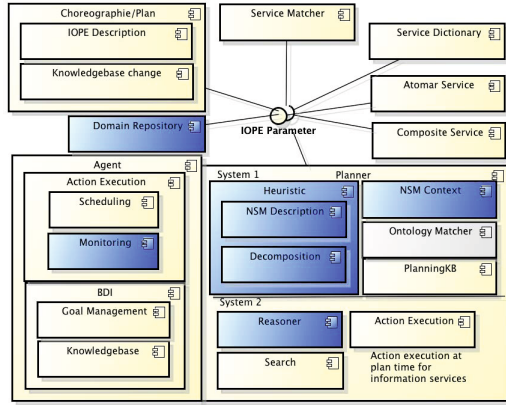 Choreographie/Plan
IOPE Description
Knowledgebase change
Service Matcher
Service Dictionary
Atomar Service
Composite Service
IOPE Parameter
Domain Repository
Agent
Action Execution
Scheduling
Monitoring
BDI
Goal Management
Knowledgebase
System 1
Planner
Heuristic
NSM Description
Decomposition
NSM Context
Ontology Matcher
PlanningKB
System 2
Reasoner
Search
Action Execution
Action execution at
plan time for
information services